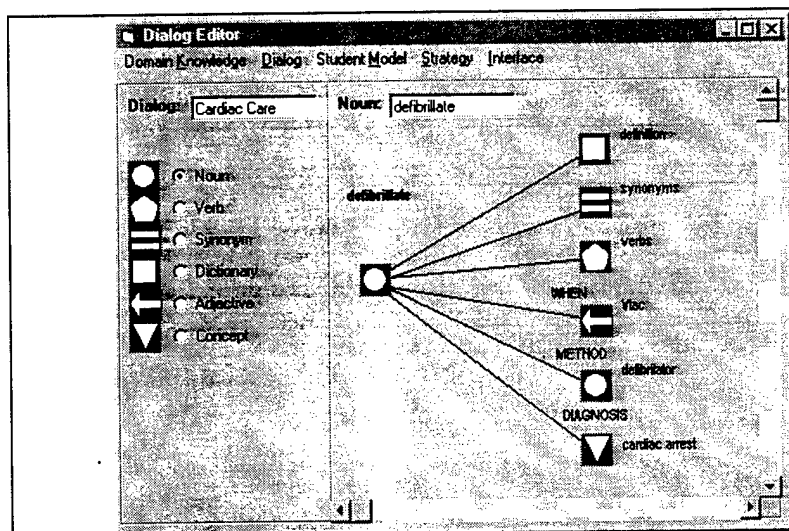 Dialog Editor
Domain Knowledge Dialog Student Model Strategy Interface
Dialog: Cardiac Care
Noun: defibrillate
Noun
Verb
Synonym
Dictionary
Adjective
Concept
defibrillate
definition
synonyms
verbs
WHEN
METHOD
defibrillator
DIAGNOSIS
cardiac arrest